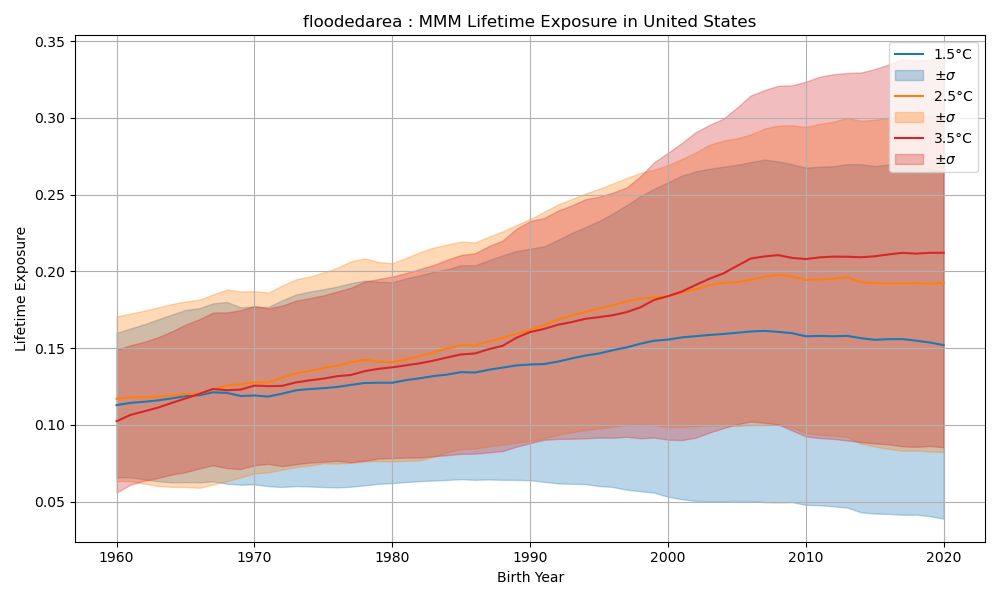 floodedarea : MMM Lifetime Exposure in United States
Lifetime Exposure
0.35
0.30
0.25
0.20
0.15
0.10
0.05
1.5°C
±σ
2.5°C
±σ
3.5°C
±σ
1960 1970 1980 1990 2000 2010 2020
Birth Year